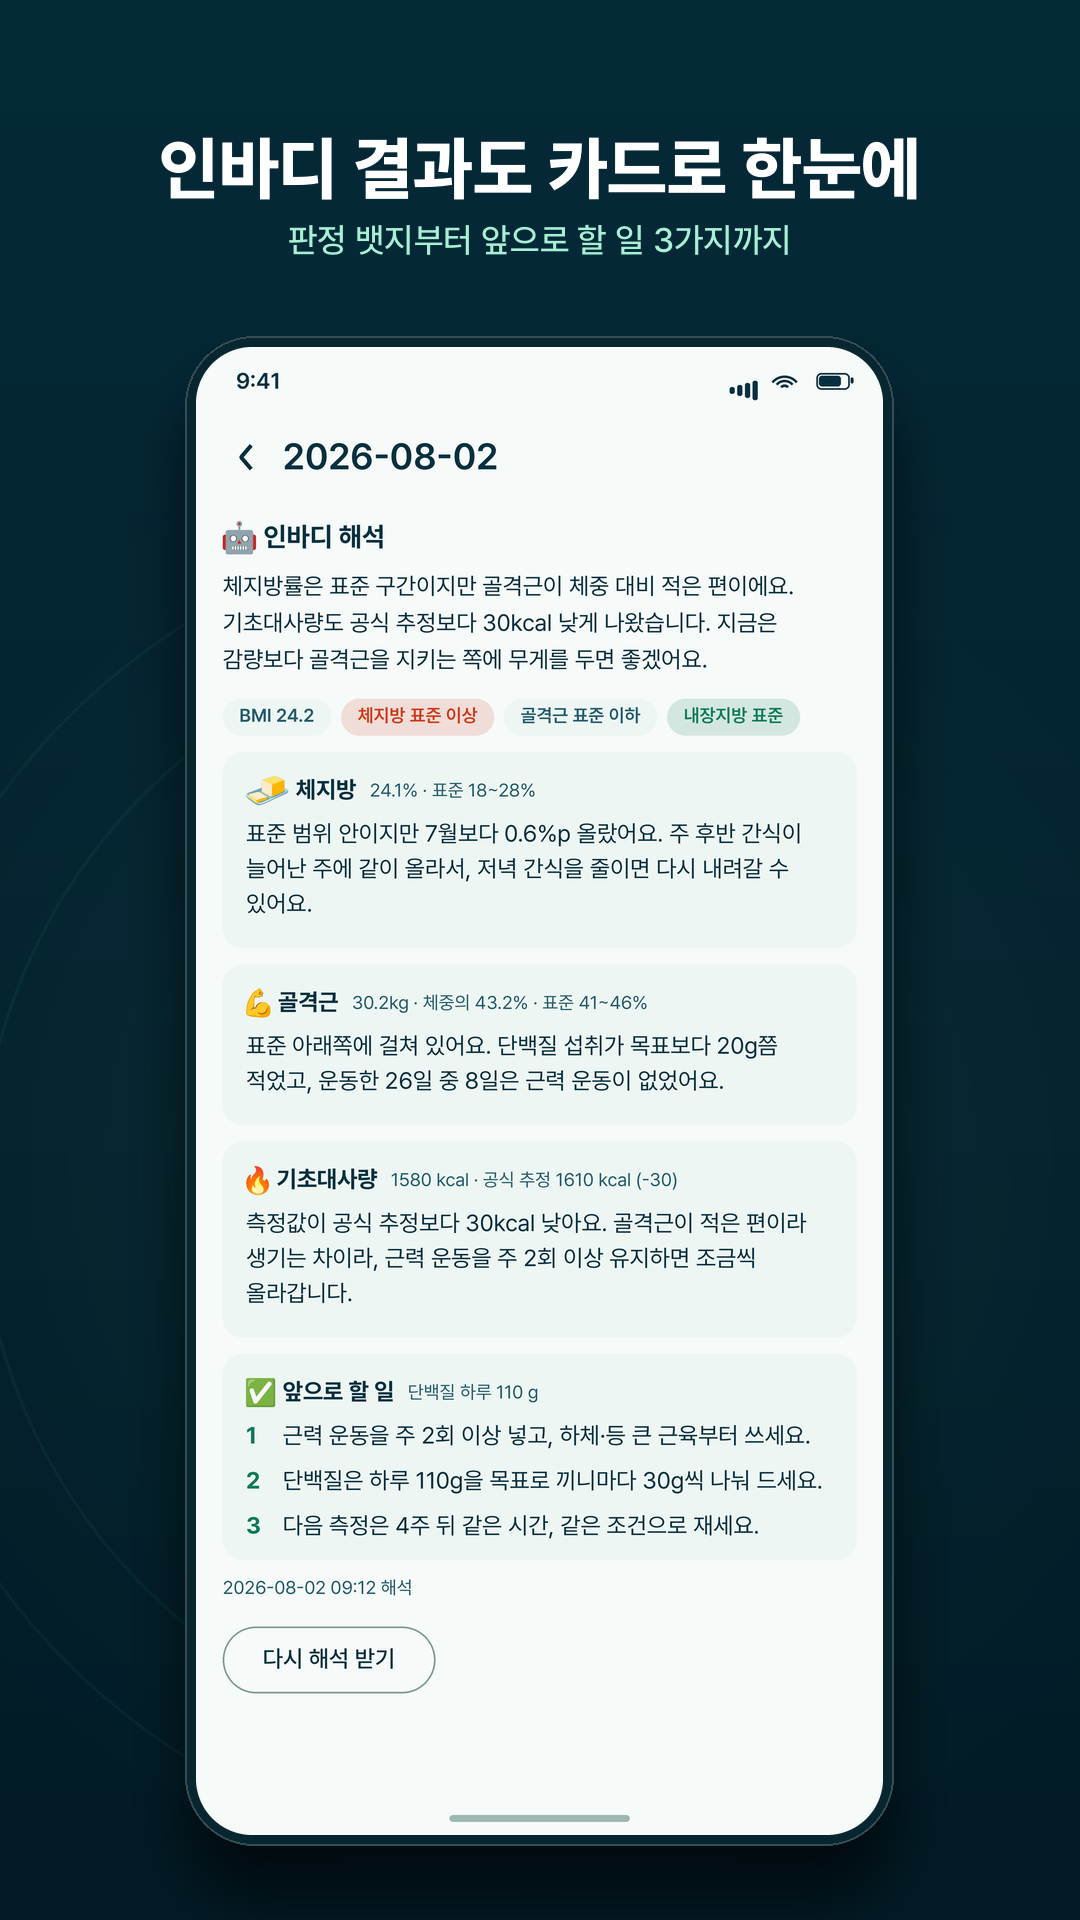 인바디 결과도 카드로 한눈에
판정 뱃지부터 앞으로 할 일 3가지까지
9:41
2026-08-02
인바디 해석
체지방률은 표준 구간이지만 골격근이 체중 대비 적은 편이에요.
기초대사량도 공식 추정보다 30kcal 낮게 나왔습니다. 지금은
감량보다 골격근을 지키는 쪽에 무게를 두면 좋겠어요.
BMI 24.2 체지방 표준 이상 골격근 표준 이하 내장지방 표준
체지방 24.1% · 표준 18~28%
표준 범위 안이지만 7월보다 0.6%p 올랐어요. 주 후반 간식이
늘어난 주에 같이 올라서, 저녁 간식을 줄이면 다시 내려갈 수
있어요.
골격근 30.2kg · 체중의 43.2% · 표준 41~46%
표준 아래쪽에 걸쳐 있어요. 단백질 섭취가 목표보다 20g쯤
적었고, 운동한 26일 중 8일은 근력 운동이 없었어요.
기초대사량 1580 kcal · 공식 추정 1610 kcal (-30)
측정값이 공식 추정보다 30kcal 낮아요. 골격근이 적은 편이라
생기는 차이라, 근력 운동을 주 2회 이상 유지하면 조금씩
올라갑니다.
앞으로 할 일 단백질 하루 110 g
1 근력 운동을 주 2회 이상 넣고, 하체·등 큰 근육부터 쓰세요.
2 단백질은 하루 110g을 목표로 끼니마다 30g씩 나눠 드세요.
3 다음 측정은 4주 뒤 같은 시간, 같은 조건으로 재세요.
2026-08-02 09:12 해석
다시 해석 받기